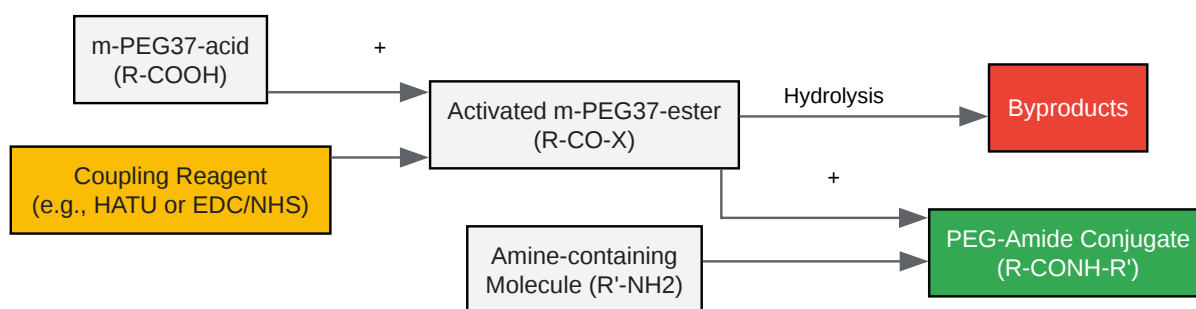 m-PEG37-acid
(R-COOH)
+
Coupling Reagent
(e.g., HATU or EDC/NHS)
Activated m-PEG37-ester
(R-CO-X)
Hydrolysis
Byproducts
+
Amine-containing
Molecule (R'-NH2)
PEG-Amide Conjugate
(R-CONH-R')